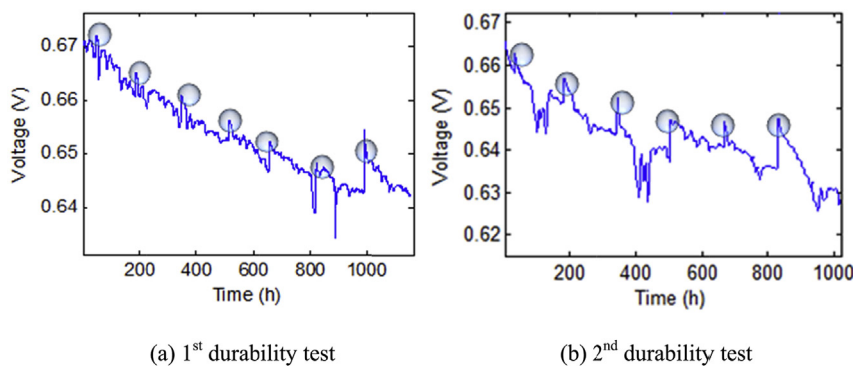 (a)
0.67
0.66
0.65
0.64
Voltage (V)
200 400 600 800 1000
Time (h)
(b)
0.67
0.66
0.65
0.64
0.63
0.62
Voltage (V)
200 400 600 800 1000
Time (h)
(a) 1st durability test
(b) 2nd durability test